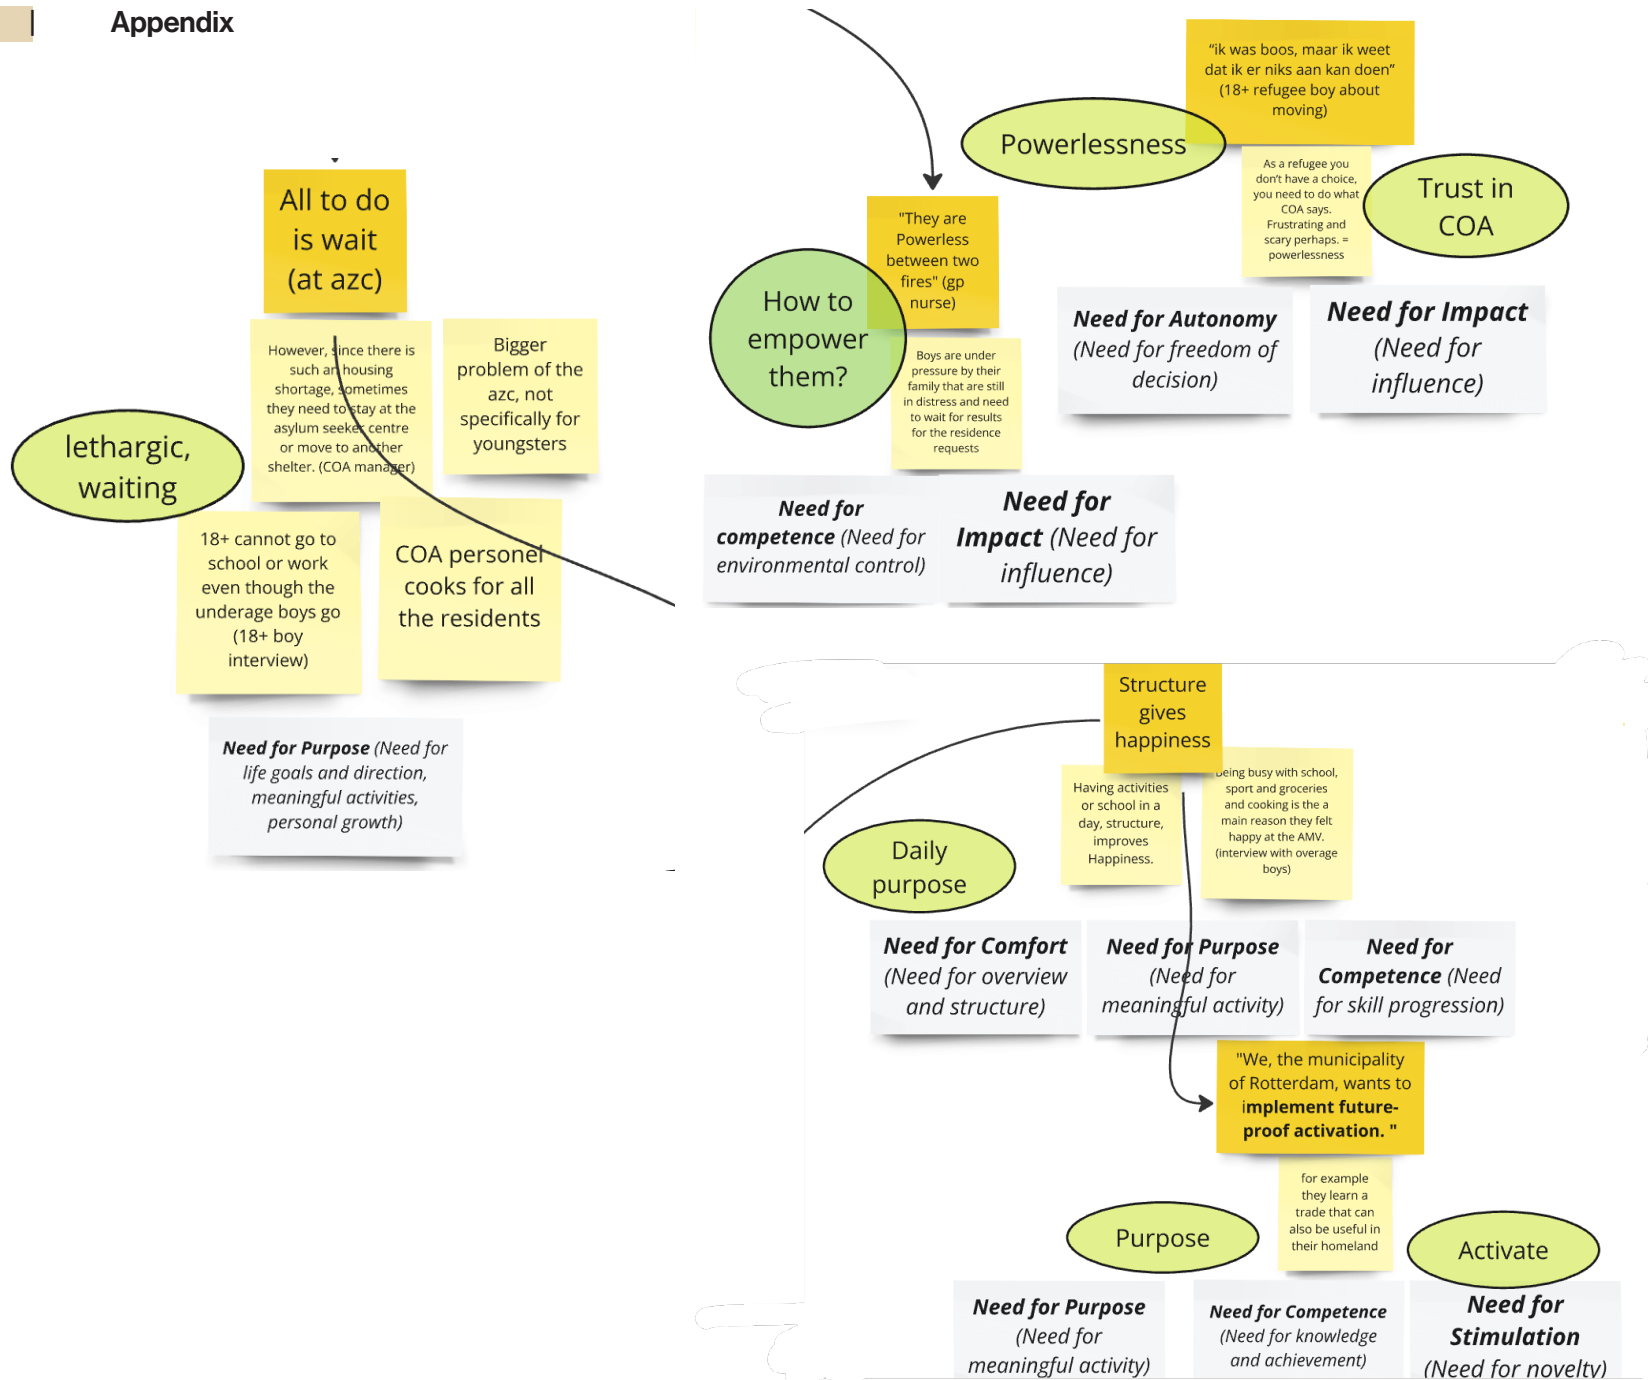 Appendix
All to do
is wait
(at azc)
However, since there is
such an housing
shortage, sometimes
they need to stay at the
asylum seeker centre
or move to another
shelter. (COA manager)
Bigger
problem of the
azc, not
specifically for
youngsters
lethargic,
waiting
18+ cannot go to
school or work
even though the
underage boys go
(18+ boy
interview)
COA personel
cooks for all
the residents
Need for Purpose (Need for
life goals and direction,
meaningful activities,
personal growth)
“ik was boos, maar ik weet
dat ik er niks aan kan doen”
(18+ refugee boy about
moving)
Powerlessness
As a refugee you
don't have a choice,
you need to do what
COA says.
Frustrating and
scary perhaps. =
powerlessness
Trust in
COA
"They are
Powerless
between two
fires" (gp
nurse)
How to
empower
them?
Boys are under
pressure by their
family that are still
in distress and need
to wait for results
for the residence
requests
Need for Autonomy
(Need for freedom of
decision)
Need for Impact
(Need for
influence)
Need for
competence (Need for
environmental control)
Need for
Impact (Need for
influence)
Structure
gives
happiness
Having activities
or school in a
day, structure,
improves
Happiness.
Being busy with school,
sport and groceries
and cooking is the a
main reason they felt
happy at the AMV.
(interview with overage
boys)
Daily
purpose
Need for Comfort
(Need for overview
and structure)
Need for Purpose
(Need for
meaningful activity)
Need for
Competence (Need
for skill progression)
"We, the municipality
of Rotterdam, wants to
implement future-
proof activation. "
for example
they learn a
trade that can
also be useful in
their homeland
Purpose
Activate
Need for Purpose
(Need for
meaningful activity)
Need for Competence
(Need for knowledge
and achievement)
Need for
Stimulation
(Need for novelty)